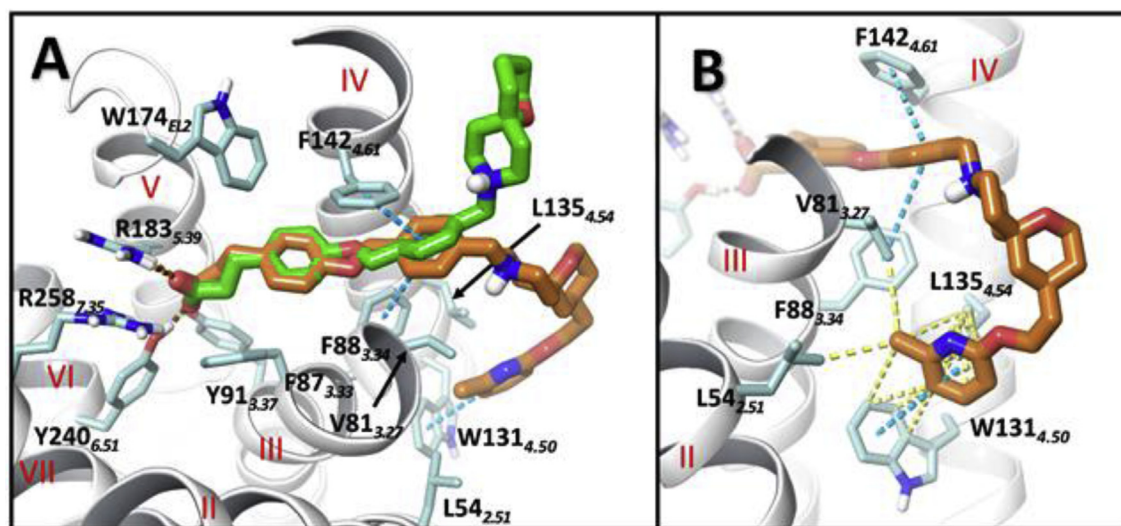 A
IV
W174EL2
F1424.61
V
L1354.54
R1835.39
R2587.35
F883.34
VI
Y913.37
F873.33
V813.27
W1314.50
Y2406.51
III
VII
II
L542.51
B
F1424.61
IV
V813.27
III
L1354.54
F883.34
L542.51
W1314.50
II